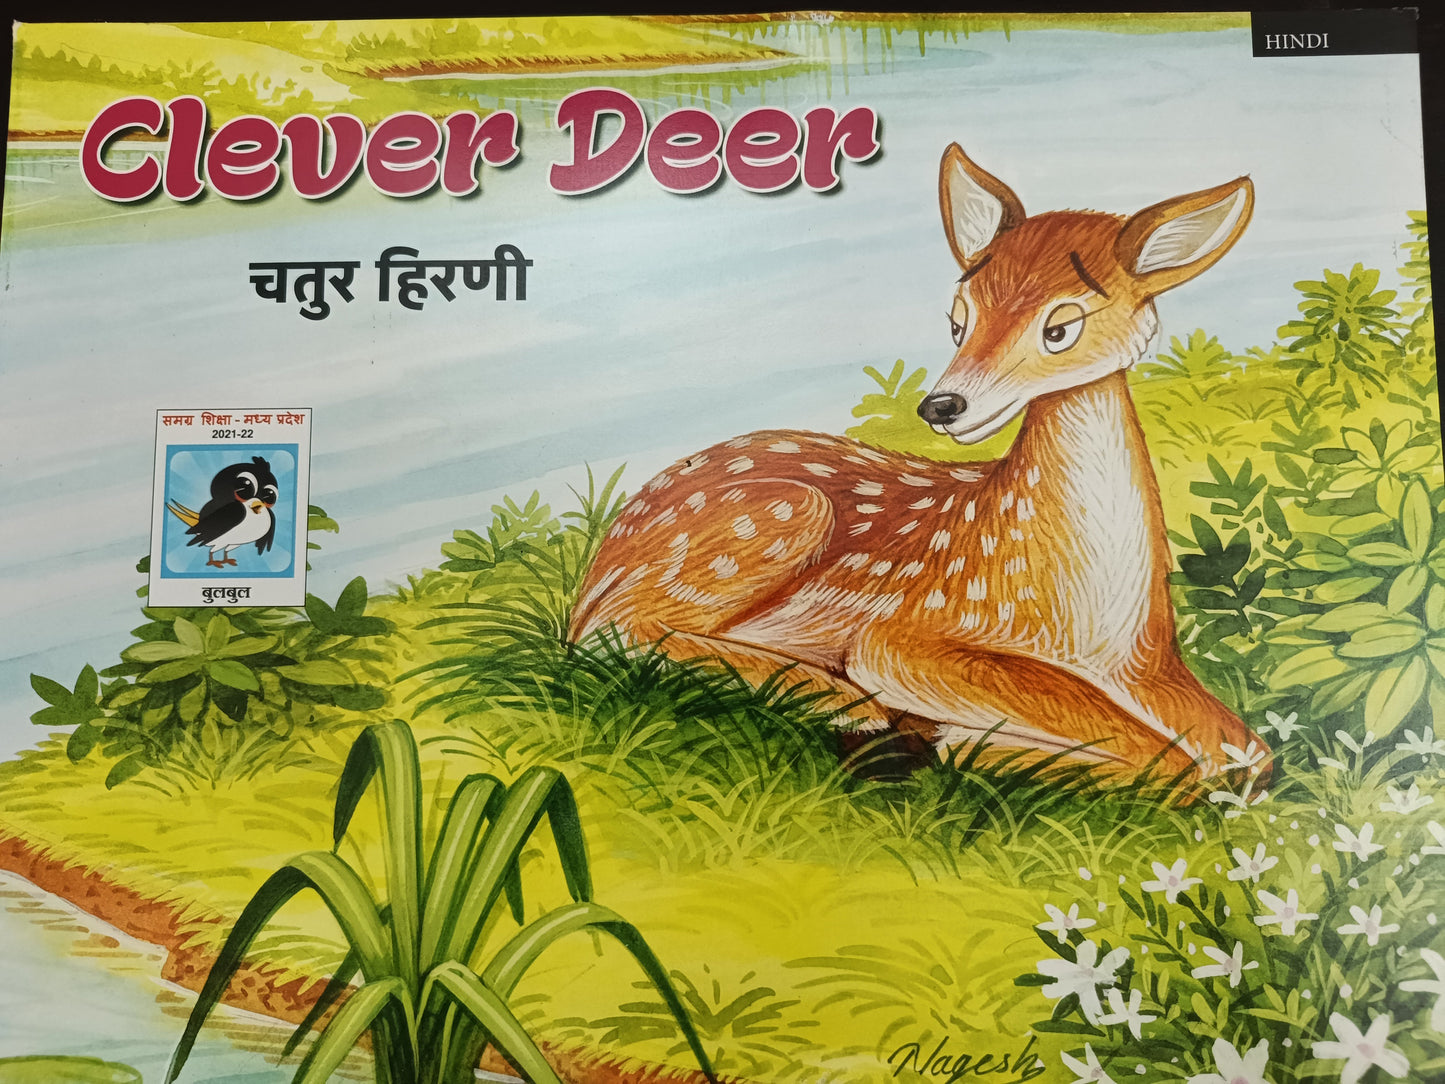 HINDI
Clever Deer
चतुर हिरणी
समग्र शिक्षा - मध्य प्रदेश
2021-22
बुलबुल
Nagesh